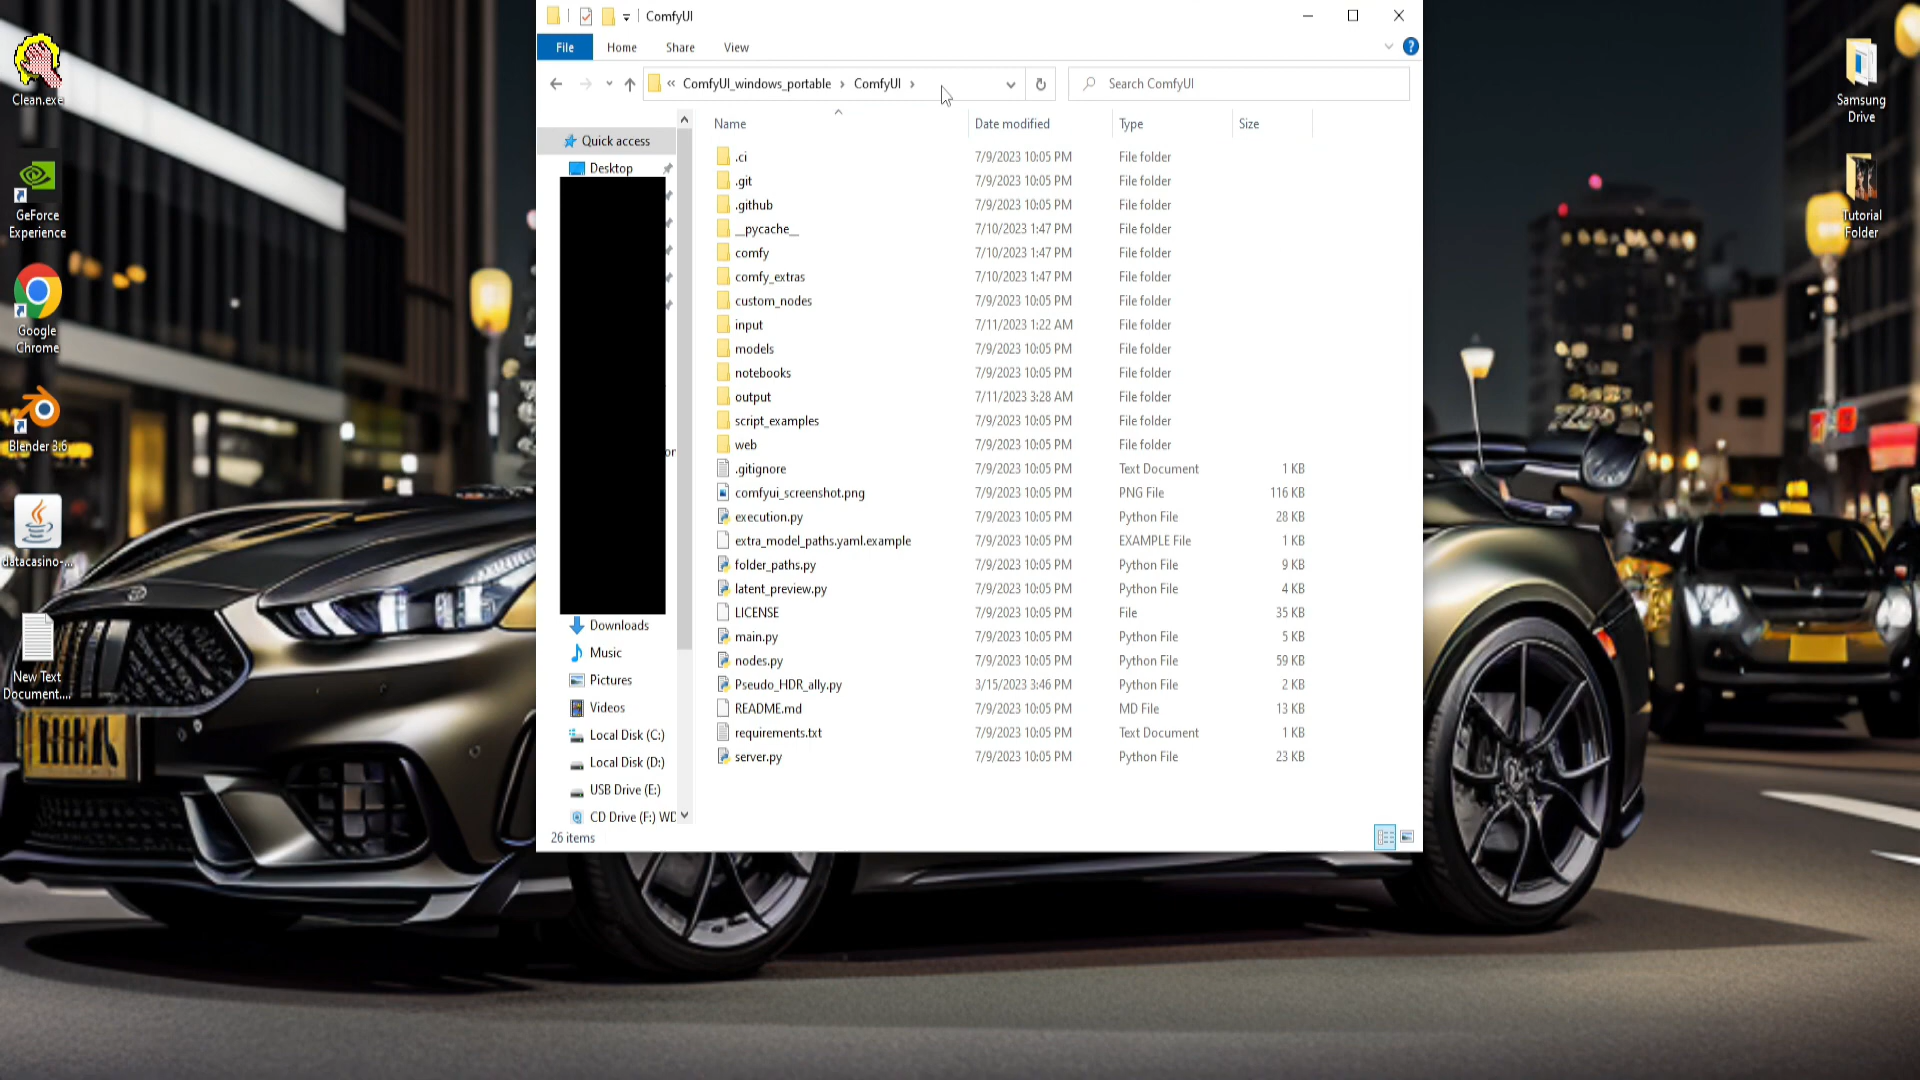 ComfyUI
File Home Share View
« ComfyUI_windows_portable › ComfyUI ›
Search ComfyUI
Clean.exe
GeForce
Experience
Google
Chrome
Blender 3.6
datacasino-...
New Text
Document....
Quick access
Desktop
or
Downloads
Music
Pictures
Videos
Local Disk (C:)
Local Disk (D:)
USB Drive (E:)
CD Drive (F:) WD
Name Date modified Type Size
.ci 7/9/2023 10:05 PM File folder
.git 7/9/2023 10:05 PM File folder
.github 7/9/2023 10:05 PM File folder
__pycache__ 7/10/2023 1:47 PM File folder
comfy 7/10/2023 1:47 PM File folder
comfy_extras 7/10/2023 1:47 PM File folder
custom_nodes 7/9/2023 10:05 PM File folder
input 7/11/2023 1:22 AM File folder
models 7/9/2023 10:05 PM File folder
notebooks 7/9/2023 10:05 PM File folder
output 7/11/2023 3:28 AM File folder
script_examples 7/9/2023 10:05 PM File folder
web 7/9/2023 10:05 PM File folder
.gitignore 7/9/2023 10:05 PM Text Document 1 KB
comfyui_screenshot.png 7/9/2023 10:05 PM PNG File 116 KB
execution.py 7/9/2023 10:05 PM Python File 28 KB
extra_model_paths.yaml.example 7/9/2023 10:05 PM EXAMPLE File 1 KB
folder_paths.py 7/9/2023 10:05 PM Python File 9 KB
latent_preview.py 7/9/2023 10:05 PM Python File 4 KB
LICENSE 7/9/2023 10:05 PM File 35 KB
main.py 7/9/2023 10:05 PM Python File 5 KB
nodes.py 7/9/2023 10:05 PM Python File 59 KB
Pseudo_HDR_ally.py 3/15/2023 3:46 PM Python File 2 KB
README.md 7/9/2023 10:05 PM MD File 13 KB
requirements.txt 7/9/2023 10:05 PM Text Document 1 KB
server.py 7/9/2023 10:05 PM Python File 23 KB
26 items
Samsung
Drive
Tutorial
Folder